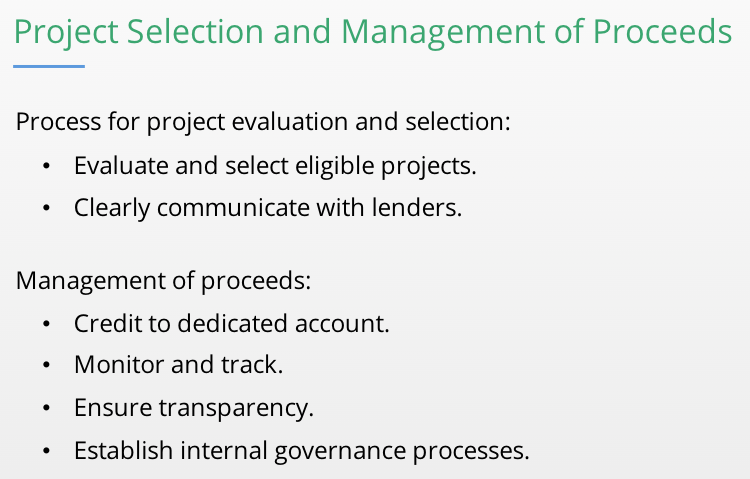 Project Selection and Management of Proceeds
Process for project evaluation and selection:
• Evaluate and select eligible projects.
• Clearly communicate with lenders.
Management of proceeds:
• Credit to dedicated account.
• Monitor and track.
• Ensure transparency.
• Establish internal governance processes.